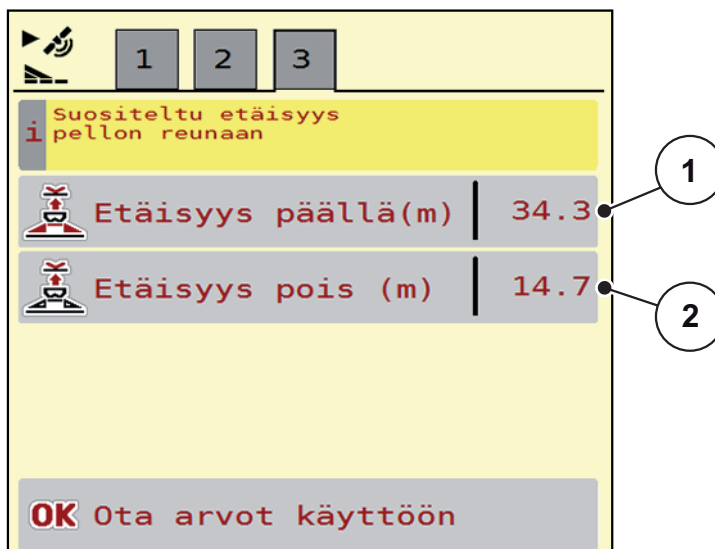 1 2 3
i Suositeltu etäisyys
pellon reunaan
Etäisyys päällä(m) 34.3
1
Etäisyys pois (m) 14.7
2
OK Ota arvot käyttöön